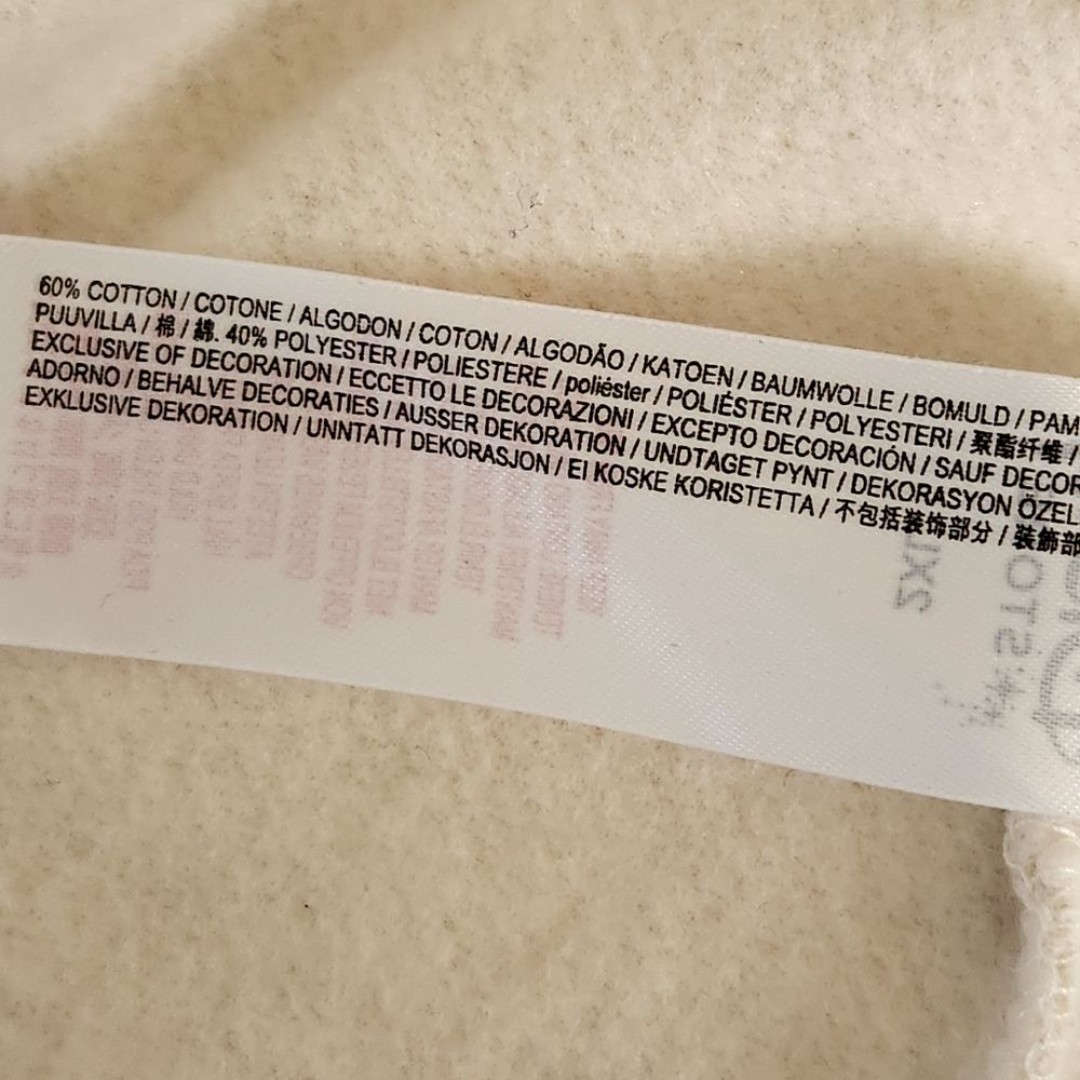 60% COTTON / COTONE / ALGODON / COTON / ALGODÃO / KATOEN / BAUMWOLLE / BOMULD / PAM
PUUVILLA / 棉 / 綿. 40% POLYESTER / POLIESTERE / poliéster / POLIÉSTER / POLYESTERI / 聚酯纤维 /
EXCLUSIVE OF DECORATION / ECCETTO LE DECORAZIONI / EXCEPTO DECORACIÓN / SAUF DECOR
ADORNO / BEHALVE DECORATIES / AUSSER DEKORATION / UNDTAGET PYNT / DEKORASYON ÖZEL
EXKLUSIVE DEKORATION / UNNTATT DEKORASJON / EI KOSKE KORISTETTA / 不包括装饰部分 / 装飾部